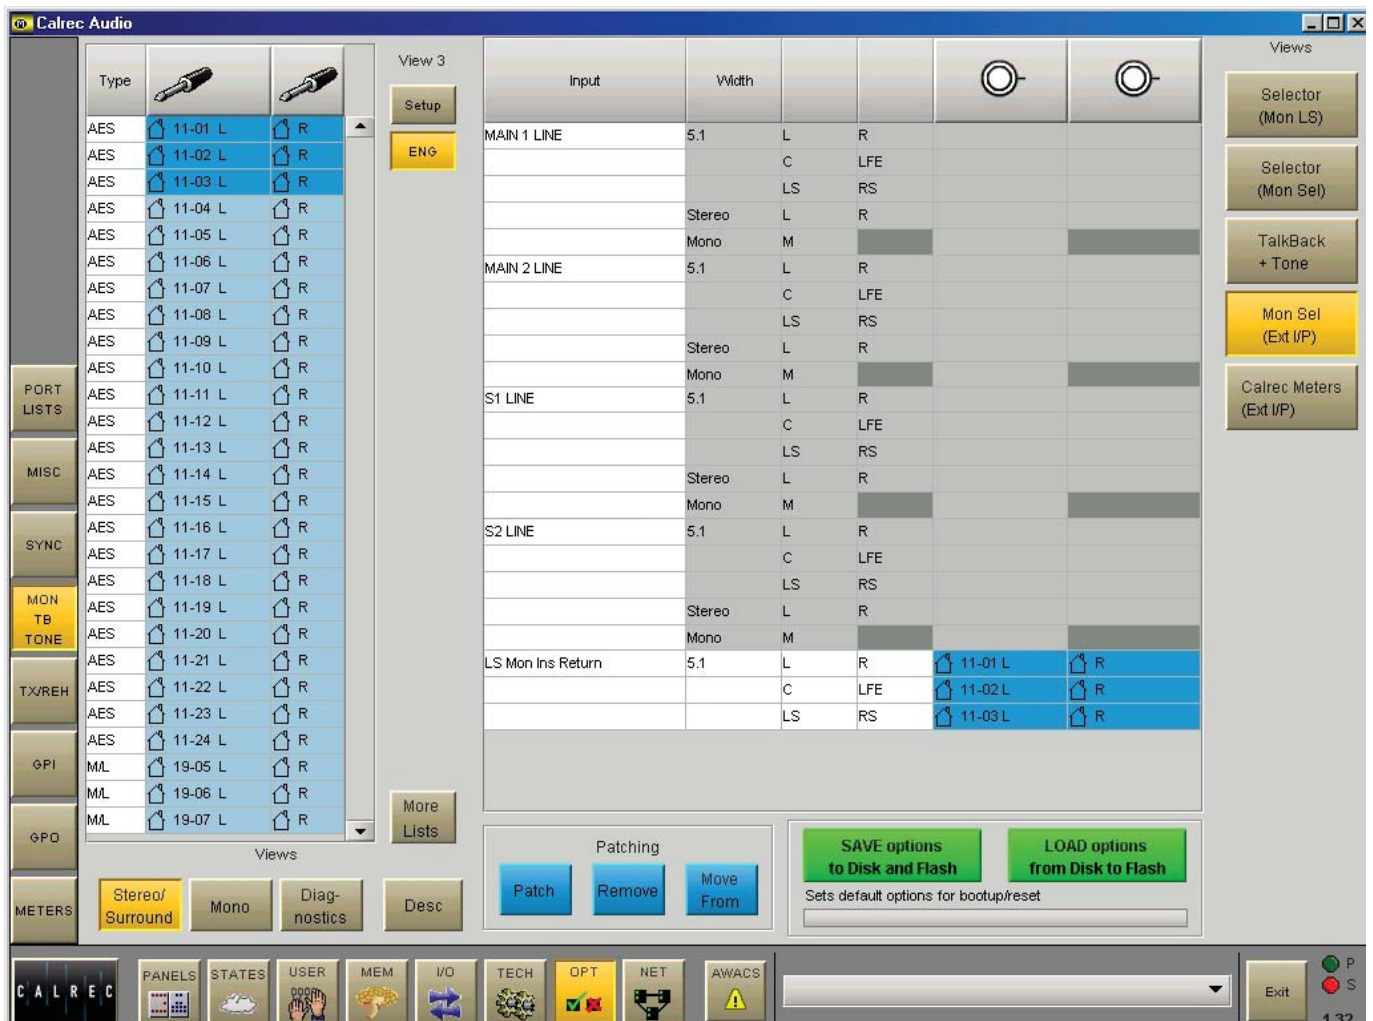 Calrec Audio
Views
View 3
Type
Input
Width
Setup
ENG
Selector
(Mon LS)
Selector
(Mon Sel)
TalkBack
+ Tone
Mon Sel
(Ext I/P)
Calrec Meters
(Ext I/P)
AES 11-01 L R
AES 11-02 L R
AES 11-03 L R
AES 11-04 L R
AES 11-05 L R
AES 11-06 L R
AES 11-07 L R
AES 11-08 L R
AES 11-09 L R
AES 11-10 L R
AES 11-11 L R
AES 11-12 L R
AES 11-13 L R
AES 11-14 L R
AES 11-15 L R
AES 11-16 L R
AES 11-17 L R
AES 11-18 L R
AES 11-19 L R
AES 11-20 L R
AES 11-21 L R
AES 11-22 L R
AES 11-23 L R
AES 11-24 L R
M/L 19-05 L R
M/L 19-06 L R
M/L 19-07 L R
MAIN 1 LINE 5.1 L R
C LFE
LS RS
Stereo L R
Mono M
MAIN 2 LINE 5.1 L R
C LFE
LS RS
Stereo L R
Mono M
S1 LINE 5.1 L R
C LFE
LS RS
Stereo L R
Mono M
S2 LINE 5.1 L R
C LFE
LS RS
Stereo L R
Mono M
LS Mon Ins Return 5.1 L R 11-01 L R
C LFE 11-02 L R
LS RS 11-03 L R
PORT
LISTS
MISC
SYNC
MON
TB
TONE
TX/REH
GPI
GPO
METERS
More
Lists
Views
Stereo/
Surround
Mono
Diag-
nostics
Desc
Patching
Patch
Remove
Move
From
SAVE options
to Disk and Flash
LOAD options
from Disk to Flash
Sets default options for bootup/reset
CALREC
PANELS
STATES
USER
MEM
I/O
TECH
OPT
NET
AWACS
Exit
P
S
1.32